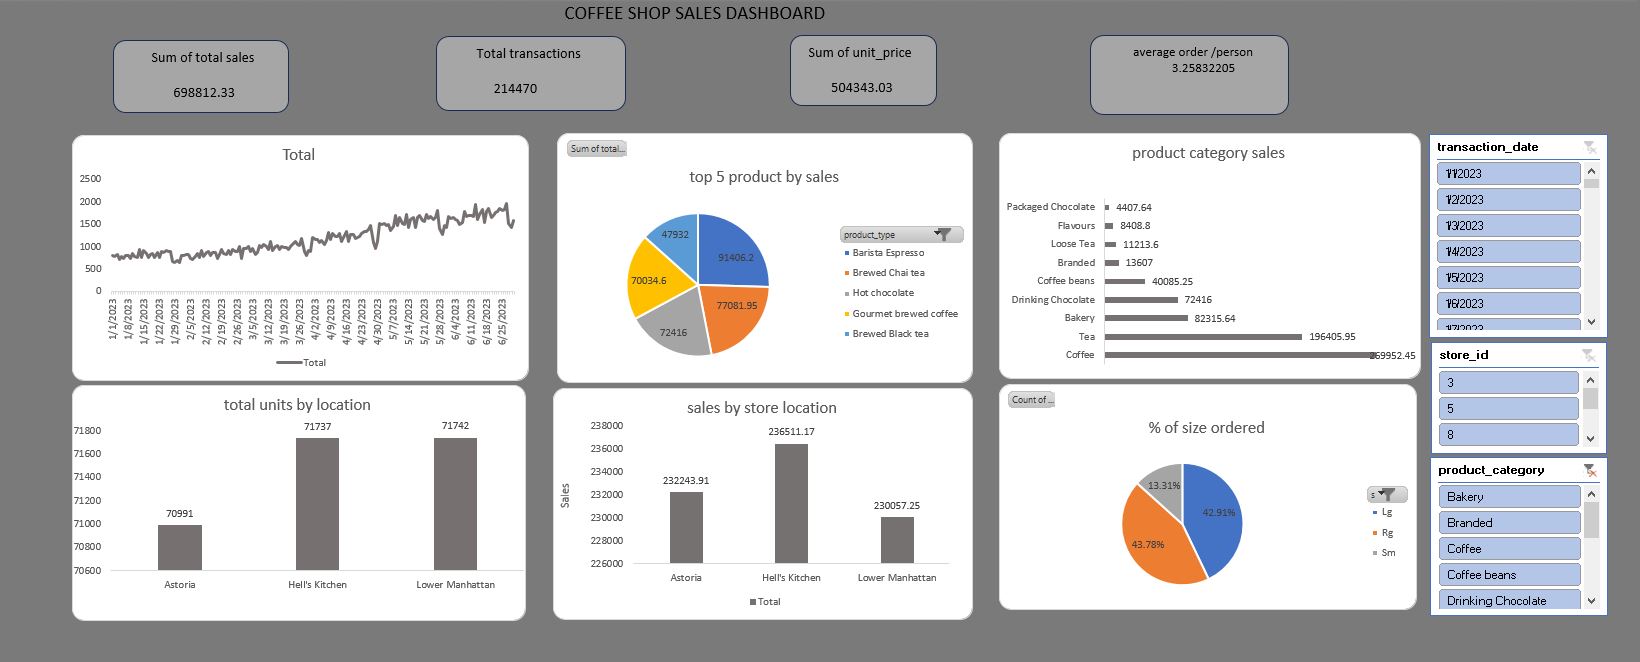 COFFEE SHOP SALES DASHBOARD
Sum of total sales
698812.33
Total transactions
214470
Sum of unit_price
504343.03
average order /person
3.25832205
Total
2500
2000
1500
1000
500
0
1/1/2023
1/8/2023
1/15/2023
1/22/2023
1/29/2023
2/5/2023
2/12/2023
2/19/2023
2/26/2023
3/5/2023
3/12/2023
3/19/2023
3/26/2023
4/2/2023
4/9/2023
4/16/2023
4/23/2023
4/30/2023
5/7/2023
5/14/2023
5/21/2023
5/28/2023
6/4/2023
6/11/2023
6/18/2023
6/25/2023
Total
Sum of total...
top 5 product by sales
47932
91406.2
70034.6
77081.95
72416
product_type
Barista Espresso
Brewed Chai tea
Hot chocolate
Gourmet brewed coffee
Brewed Black tea
product category sales
Packaged Chocolate 4407.64
Flavours 8408.8
Loose Tea 11213.6
Branded 13607
Coffee beans 40085.25
Drinking Chocolate 72416
Bakery 82315.64
Tea 196405.95
Coffee 269952.45
transaction_date
1/1/2023
1/2/2023
1/3/2023
1/4/2023
1/5/2023
1/6/2023
1/7/2023
store_id
3
5
8
product_category
Bakery
Branded
Coffee
Coffee beans
Drinking Chocolate
total units by location
71800
71600
71400
71200
71000
70800
70600
70991
71737
71742
Astoria
Hell's Kitchen
Lower Manhattan
sales by store location
Sales
238000
236000
234000
232000
230000
228000
226000
232243.91
236511.17
230057.25
Astoria
Hell's Kitchen
Lower Manhattan
Total
Count of ...
% of size ordered
13.31%
42.91%
43.78%
s
Lg
Rg
Sm